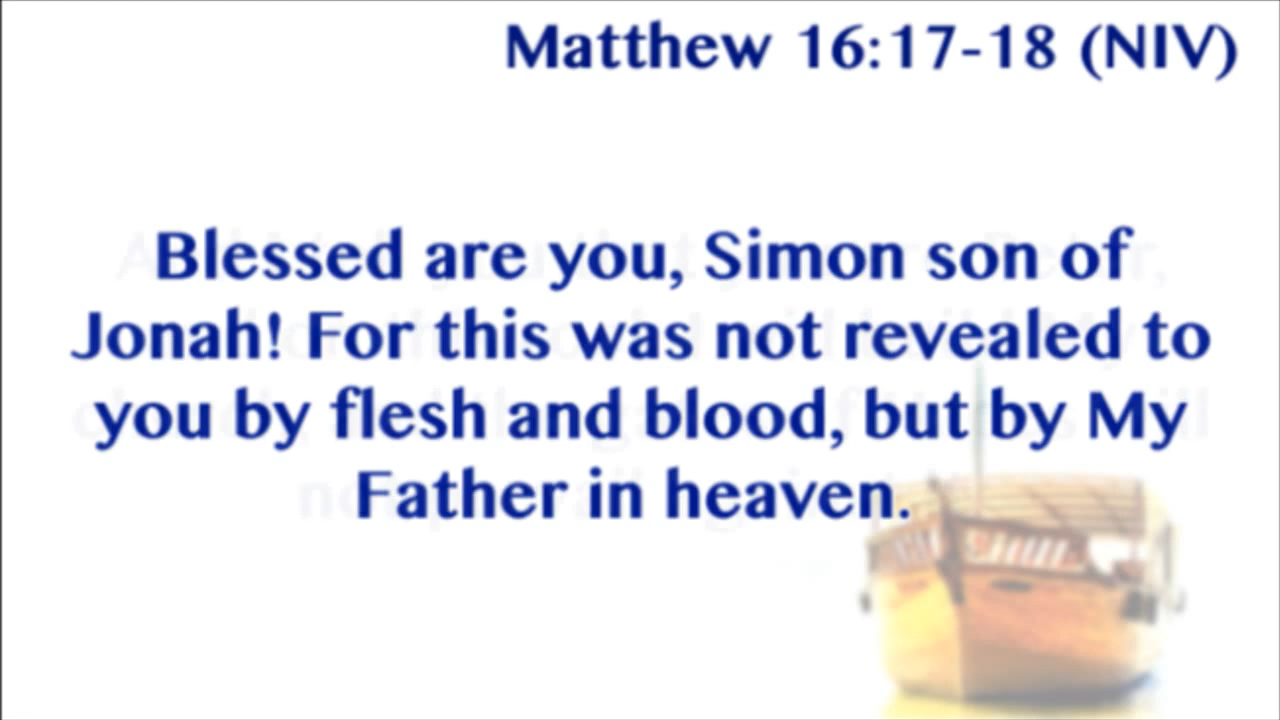 Matthew 16:17-18 (NIV)
Blessed are you, Simon son of
Jonah! For this was not revealed to
you by flesh and blood, but by My
Father in heaven.